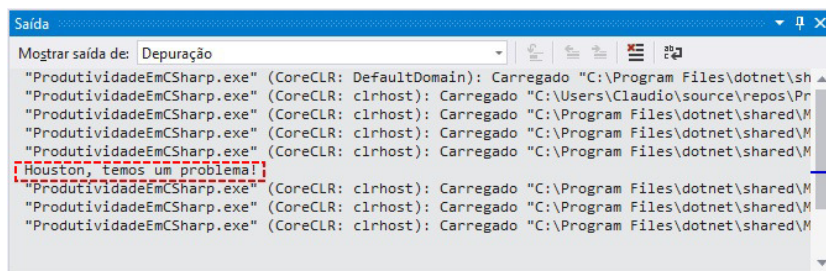 Saída
Mostrar saída de: Depuração
"ProdutividadeEmCSharp.exe" (CoreCLR: DefaultDomain): Carregado "C:\Program Files\dotnet\sh
"ProdutividadeEmCSharp.exe" (CoreCLR: clrhost): Carregado "C:\Users\Claudio\source\repos\Pr
"ProdutividadeEmCSharp.exe" (CoreCLR: clrhost): Carregado "C:\Program Files\dotnet\shared\M
"ProdutividadeEmCSharp.exe" (CoreCLR: clrhost): Carregado "C:\Program Files\dotnet\shared\M
"ProdutividadeEmCSharp.exe" (CoreCLR: clrhost): Carregado "C:\Program Files\dotnet\shared\M
Houston, temos um problema!
"ProdutividadeEmCSharp.exe" (CoreCLR: clrhost): Carregado "C:\Program Files\dotnet\shared\M
"ProdutividadeEmCSharp.exe" (CoreCLR: clrhost): Carregado "C:\Program Files\dotnet\shared\M
"ProdutividadeEmCSharp.exe" (CoreCLR: clrhost): Carregado "C:\Program Files\dotnet\shared\M